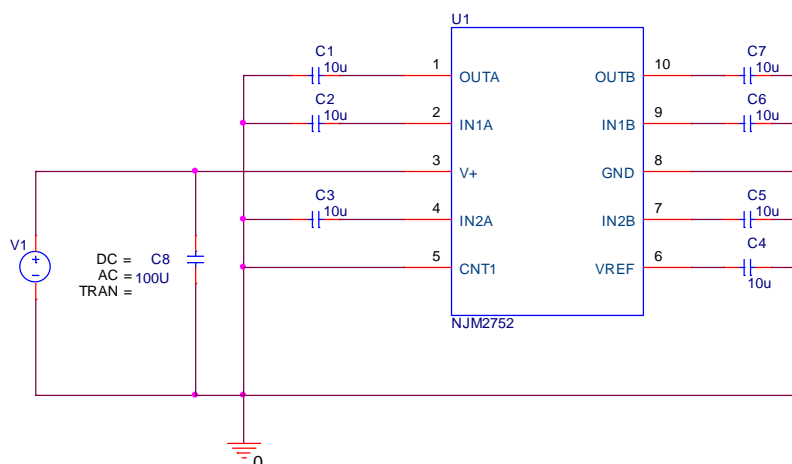 U1
C1
10u
1
OUTA
OUTB
10
C7
10u
C2
10u
2
IN1A
IN1B
9
C6
10u
3
V+
GND
8
C3
10u
4
IN2A
IN2B
7
C5
10u
V1
DC =
AC =
TRAN =
C8
100U
5
CNT1
VREF
6
C4
10u
NJM2752
0